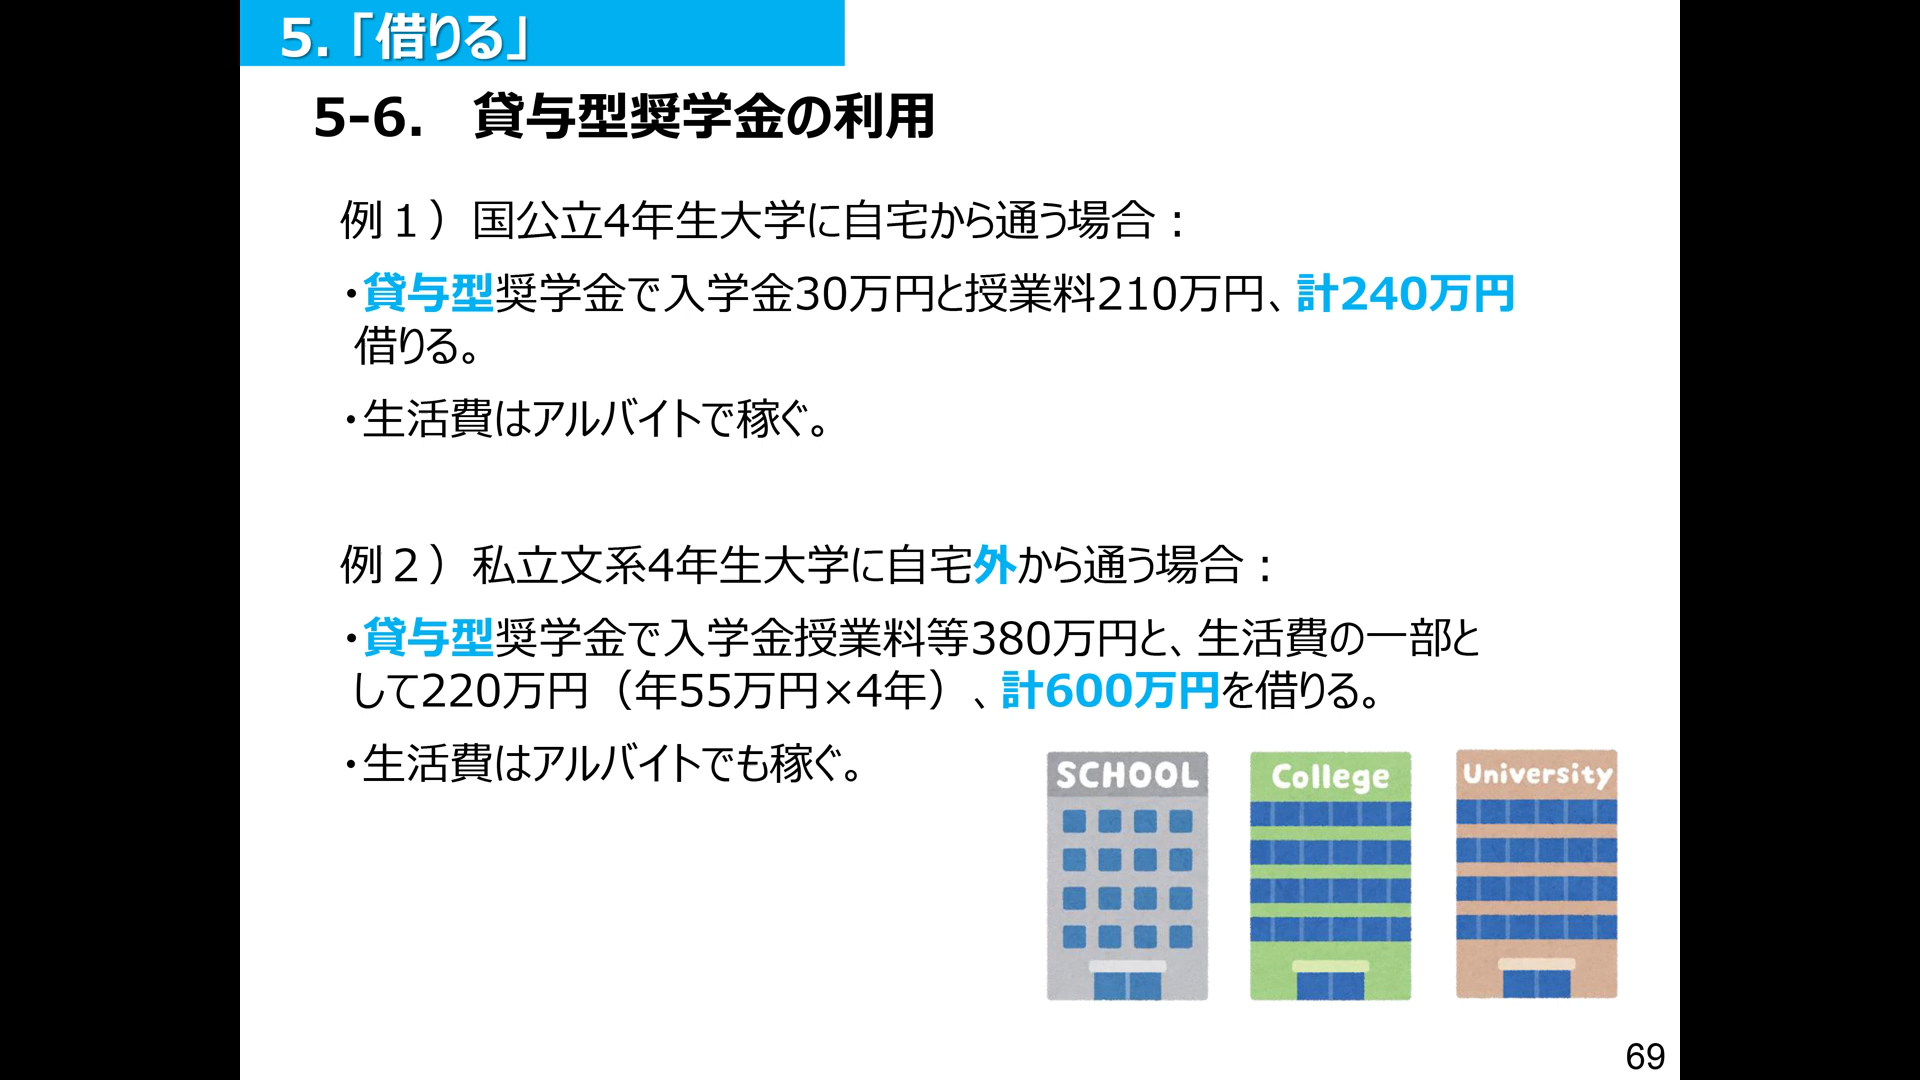 5.「借りる」
5-6.　貸与型奨学金の利用
例１）国公立4年生大学に自宅から通う場合：
・貸与型奨学金で入学金30万円と授業料210万円、計240万円
借りる。
・生活費はアルバイトで稼ぐ。
例２）私立文系4年生大学に自宅外から通う場合：
・貸与型奨学金で入学金授業料等380万円と、生活費の一部と
して220万円（年55万円×4年）、計600万円を借りる。
・生活費はアルバイトでも稼ぐ。
SCHOOL
College
University
69